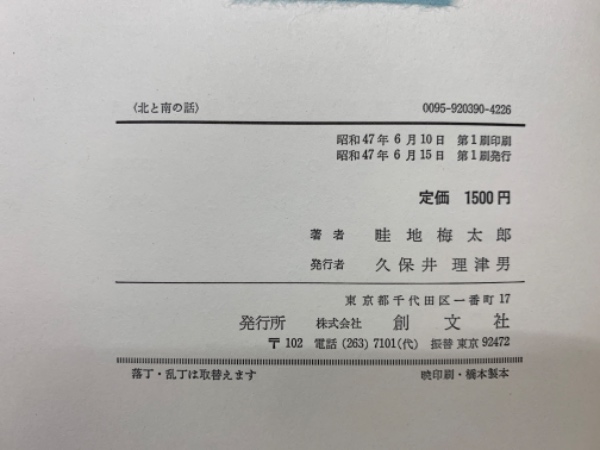 〈北と南の話〉 0095-920390-4226
昭和47年 6月10日 第1刷印刷
昭和47年 6月15日 第1刷発行
定価 1500円
著者 畦地梅太郎
発行者 久保井理津男
東京都千代田区一番町17
発行所 株式会社 創文社
〒102 電話 (263) 7101(代) 振替 東京 92472
落丁・乱丁は取替えます 暁印刷・橋本製本